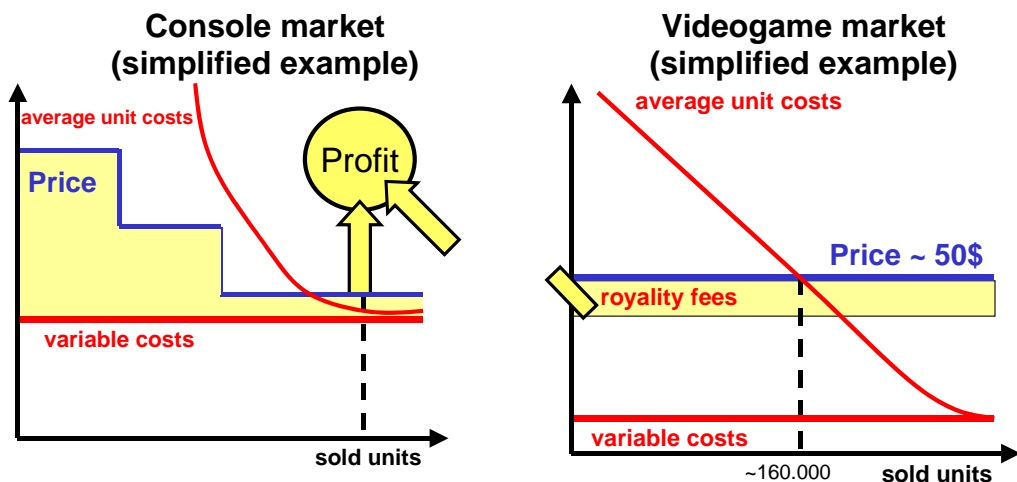 Console market
(simplified example)
average unit costs
Price
Profit
variable costs
sold units
Videogame market
(simplified example)
average unit costs
Price ~ 50$
royality fees
variable costs
~160.000
sold units